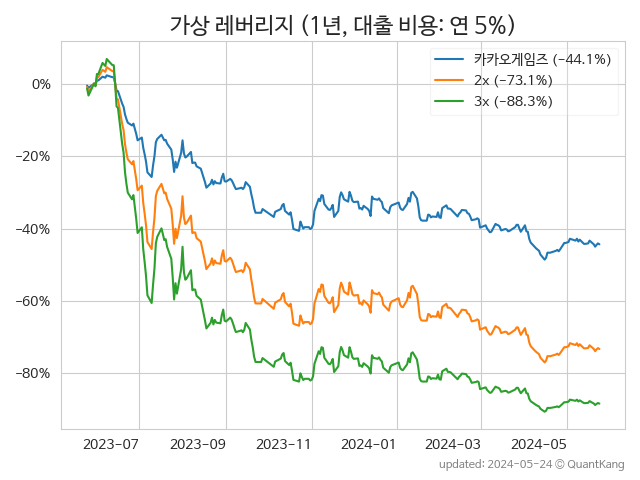 가상 레버리지 (1년, 대출 비용: 연 5%)
카카오게임즈 (−44.1%)
2x (−73.1%)
3x (−88.3%)
0%
−20%
−40%
−60%
−80%
2023−07 2023−09 2023−11 2024−01 2024−03 2024−05
updated: 2024-05-24 © QuantKang